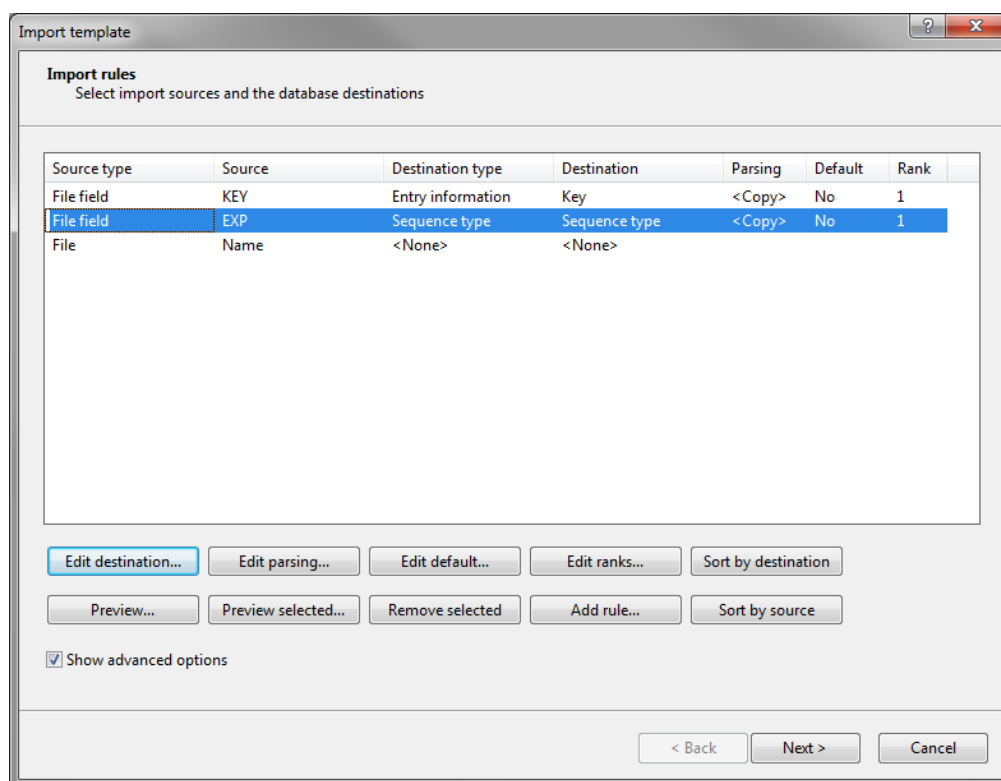 Import template
Import rules
Select import sources and the database destinations
Source type Source Destination type Destination Parsing Default Rank
File field KEY Entry information Key <Copy> No 1
File field EXP Sequence type Sequence type <Copy> No 1
File Name <None> <None>
Edit destination... Edit parsing... Edit default... Edit ranks... Sort by destination
Preview... Preview selected... Remove selected Add rule... Sort by source
Show advanced options
< Back Next > Cancel